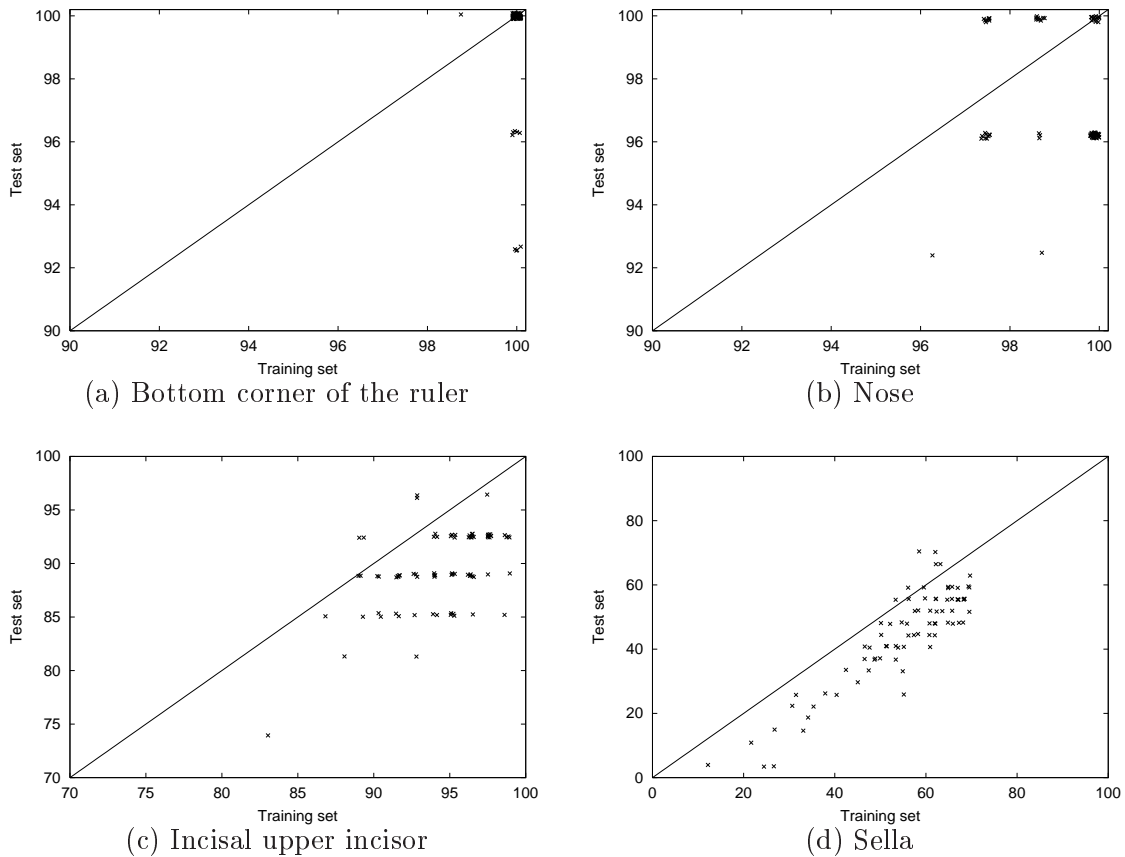 100
98
96
94
92
90
Test set
90 92 94 96 98 100
Training set
(a) Bottom corner of the ruler
100
98
96
94
92
90
Test set
90 92 94 96 98 100
Training set
(b) Nose
100
95
90
85
80
75
70
Test set
70 75 80 85 90 95 100
Training set
(c) Incisal upper incisor
100
80
60
40
20
0
Test set
0 20 40 60 80 100
Training set
(d) Sella